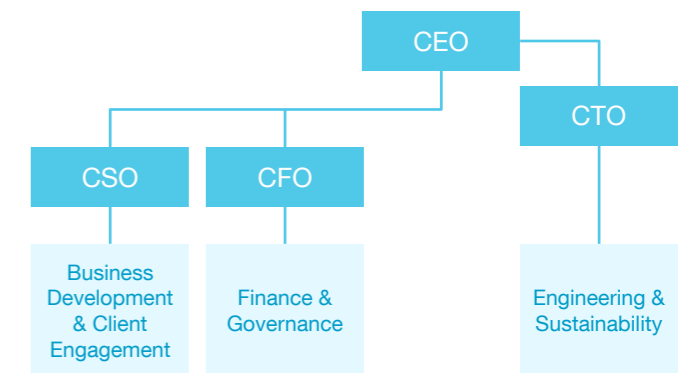 CEO
CTO
CSO
CFO
Business
Development
& Client
Engagement
Finance &
Governance
Engineering &
Sustainability